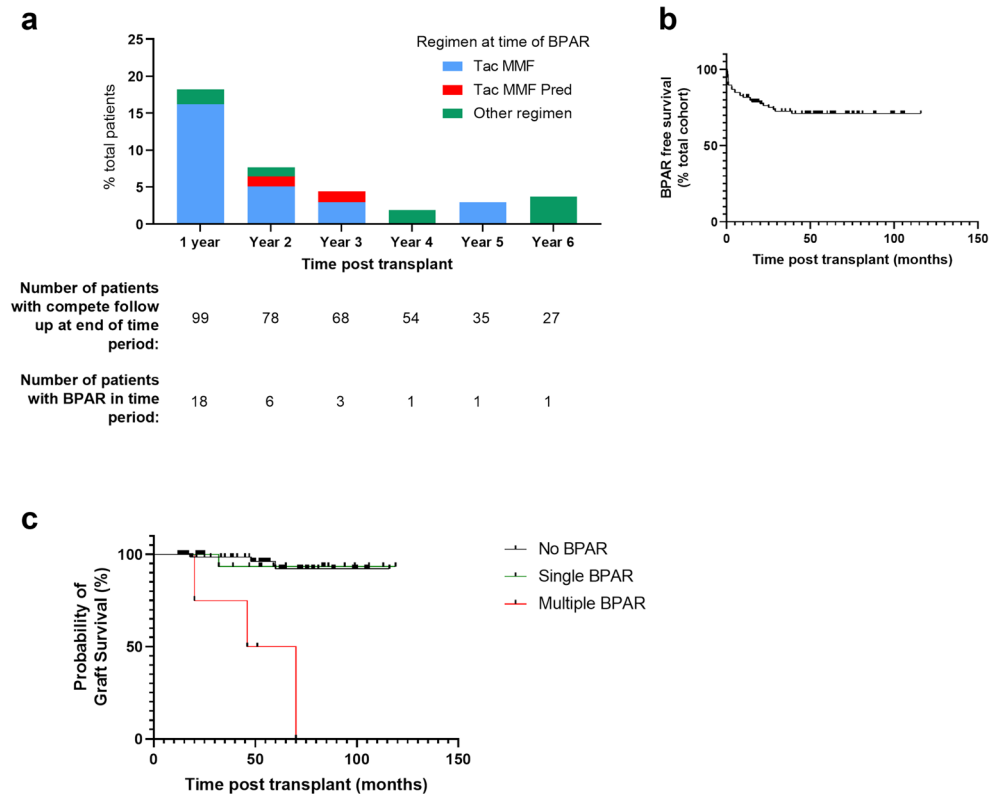 a
25
20
15
10
5
0
% total patients
Regimen at time of BPAR
Tac MMF
Tac MMF Pred
Other regimen
1 year Year 2 Year 3 Year 4 Year 5 Year 6
Time post transplant
Number of patients
with compete follow
up at end of time
period:
99 78 68 54 35 27
Number of patients
with BPAR in time
period:
18 6 3 1 1 1
b
100
50
0
BPAR free survival
(% total cohort)
0 50 100 150
Time post transplant (months)
c
100
50
0
Probability of
Graft Survival (%)
0 50 100 150
Time post transplant (months)
No BPAR
Single BPAR
Multiple BPAR